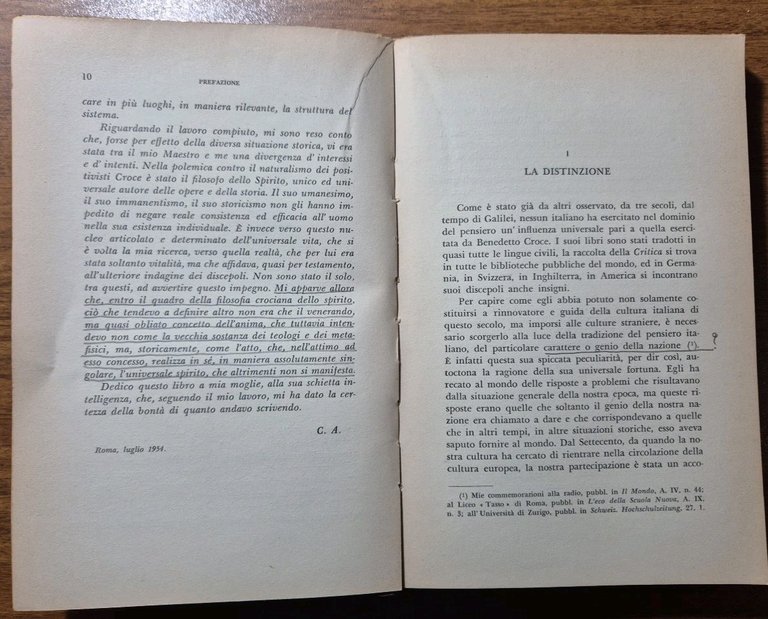 10
PREFAZIONE
care in più luoghi, in maniera rilevante, la struttura del
sistema.
Riguardando il lavoro compiuto, mi sono reso conto
che, forse per effetto della diversa situazione storica, vi era
stata tra il mio Maestro e me una divergenza d'interessi
e d'intenti. Nella polemica contro il naturalismo dei po-
sitivisti Croce è stato il filosofo dello Spirito, unico ed uni-
versale autore delle opere e della storia. Il suo umanesimo,
il suo immanentismo, il suo storicismo non gli hanno im-
pedito di negare reale consistenza ed efficacia all'uomo
nella sua esistenza individuale. È invece verso questo nu-
cleo articolato e determinato dell'universale vita, che si
è volta la mia ricerca, verso quella realtà, che per lui era
stata soltanto vitalità, ma che affidava, quasi per testamento,
all'ulteriore indagine dei discepoli. Non sono stato il solo,
tra questi, ad avvertire questo impegno. Mi apparve allora
che, entro il quadro della filosofia crociana dello spirito,
ciò che tendevo a definire altro non era che il venerando,
ma quasi obliato concetto dell'anima, che tuttavia inten-
devo non come la vecchia sostanza dei teologi e dei meta-
fisici, ma, storicamente, come l'atto, che, nell'attimo ad
esso concesso, realizza in sé, in maniera assolutamente sin-
golare, l'universale spirito, che altrimenti non si manifesta.
Dedico questo libro a mia moglie, alla sua schietta in-
telligenza, che, seguendo il mio lavoro, mi ha dato la cer-
tezza della bontà di quanto andavo scrivendo.
C. A.
Roma, luglio 1954.
I
LA DISTINZIONE
Come è stato già da altri osservato, da tre secoli, dal
tempo di Galilei, nessun italiano ha esercitato nel dominio
del pensiero un'influenza universale pari a quella eserci-
tata da Benedetto Croce. I suoi libri sono stati tradotti in
quasi tutte le lingue civili, la raccolta della Critica si trova
in tutte le biblioteche pubbliche del mondo, ed in Germa-
nia, in Svizzera, in Inghilterra, in America si incontrano
suoi discepoli anche insigni.
Per capire come egli abbia potuto non solamente co-
stituirsi a rinnovatore e guida della cultura italiana di
questo secolo, ma imporsi alle culture straniere, è neces-
sario scorgerlo alla luce della tradizione del pensiero ita-
liano, del particolare carattere o genio della nazione (¹). ?
È infatti questa sua spiccata peculiarità, per dir così, au-
toctona la ragione della sua universale fortuna. Egli ha
recato al mondo delle risposte a problemi che risultavano
dalla situazione generale della nostra epoca, ma queste ri-
sposte erano quelle che soltanto il genio della nostra na-
zione era chiamato a dare e che corrispondevano a quelle
che in altri tempi, in altre situazioni storiche, esso aveva
saputo fornire al mondo. Dal Settecento, da quando la no-
stra cultura ha cercato di rientrare nella circolazione della
cultura europea, la nostra partecipazione è stata un acco-
(¹) Mie commemorazioni alla radio, pubbl. in Il Mondo, A. IV, n. 44;
al Liceo «Tasso» di Roma, pubbl. in L'eco della Scuola Nuova, A. IX,
n. 3; all'Università di Zurigo, pubbl. in Schweiz. Hochschulzeitung, 27. 1.